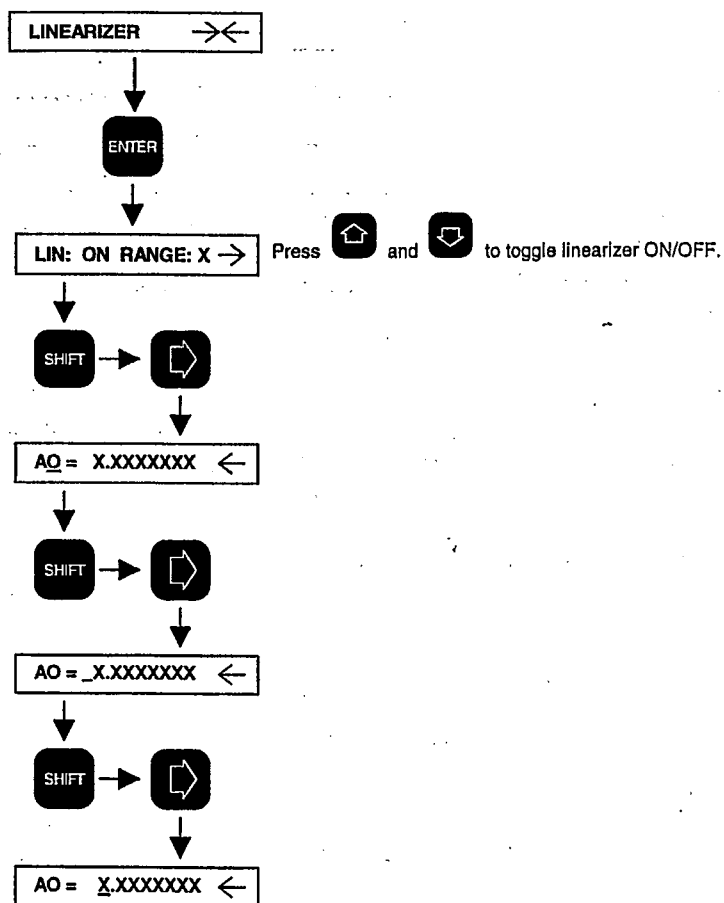 LINEARIZER →←
ENTER
LIN: ON RANGE: X →
Press and to toggle linearizer ON/OFF.
SHIFT
AO = X.XXXXXXX ←
SHIFT
AO = _X.XXXXXXX ←
SHIFT
AO = X.XXXXXXX ←